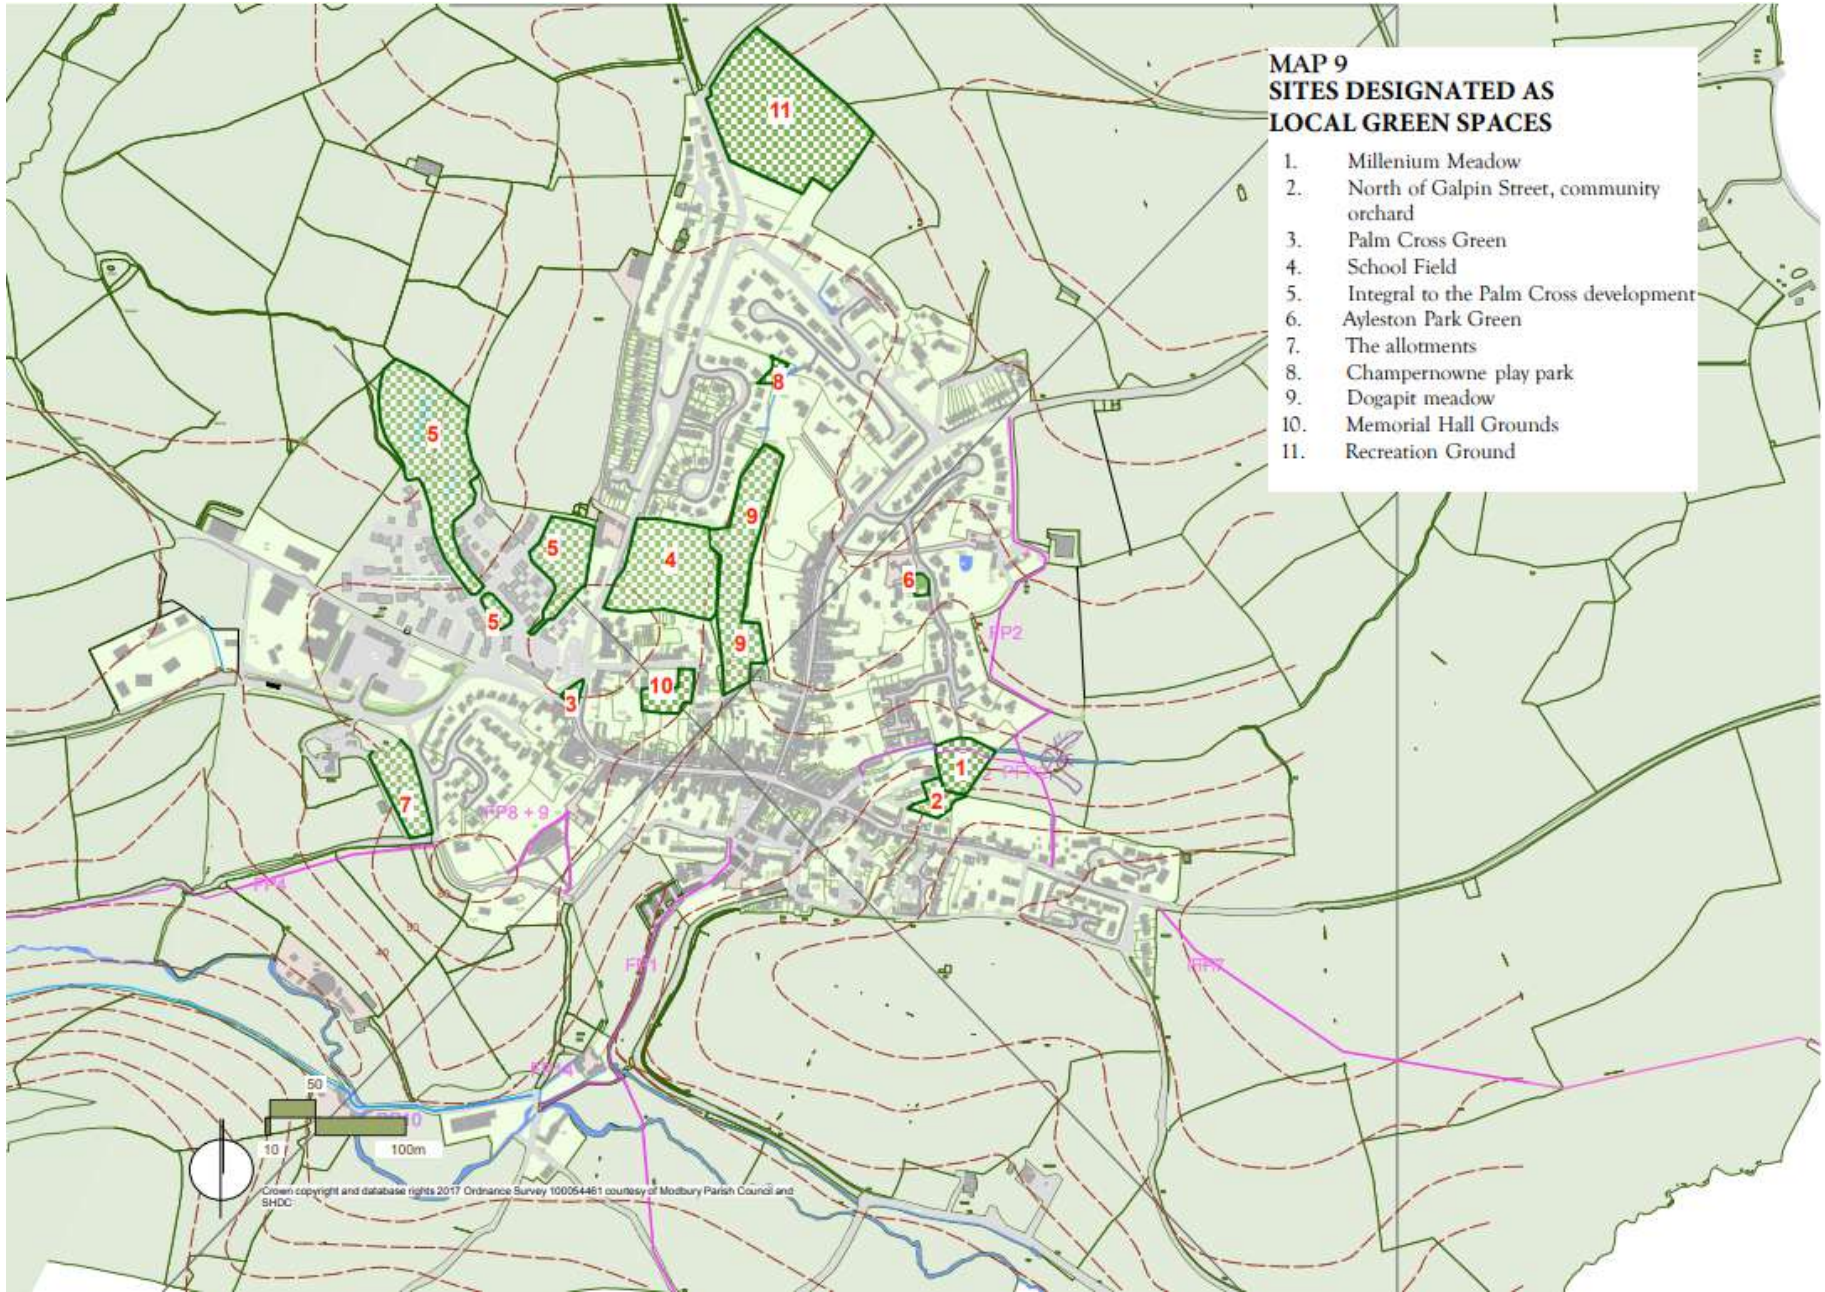 MAP 9
SITES DESIGNATED AS
LOCAL GREEN SPACES
1. Millenium Meadow
2. North of Galpin Street, community
orchard
3. Palm Cross Green
4. School Field
5. Integral to the Palm Cross development
6. Ayleston Park Green
7. The allotments
8. Champernowne play park
9. Dogapit meadow
10. Memorial Hall Grounds
11. Recreation Ground
11
8
5
9
5
4
6
5
9
FP2
10
3
1
2
7
FP8 + 9
FP4
50
40
FP1
50
10
100m
Crown copyright and database rights 2017 Ordnance Survey 100054461 courtesy of Modbury Parish Council and
SHDC